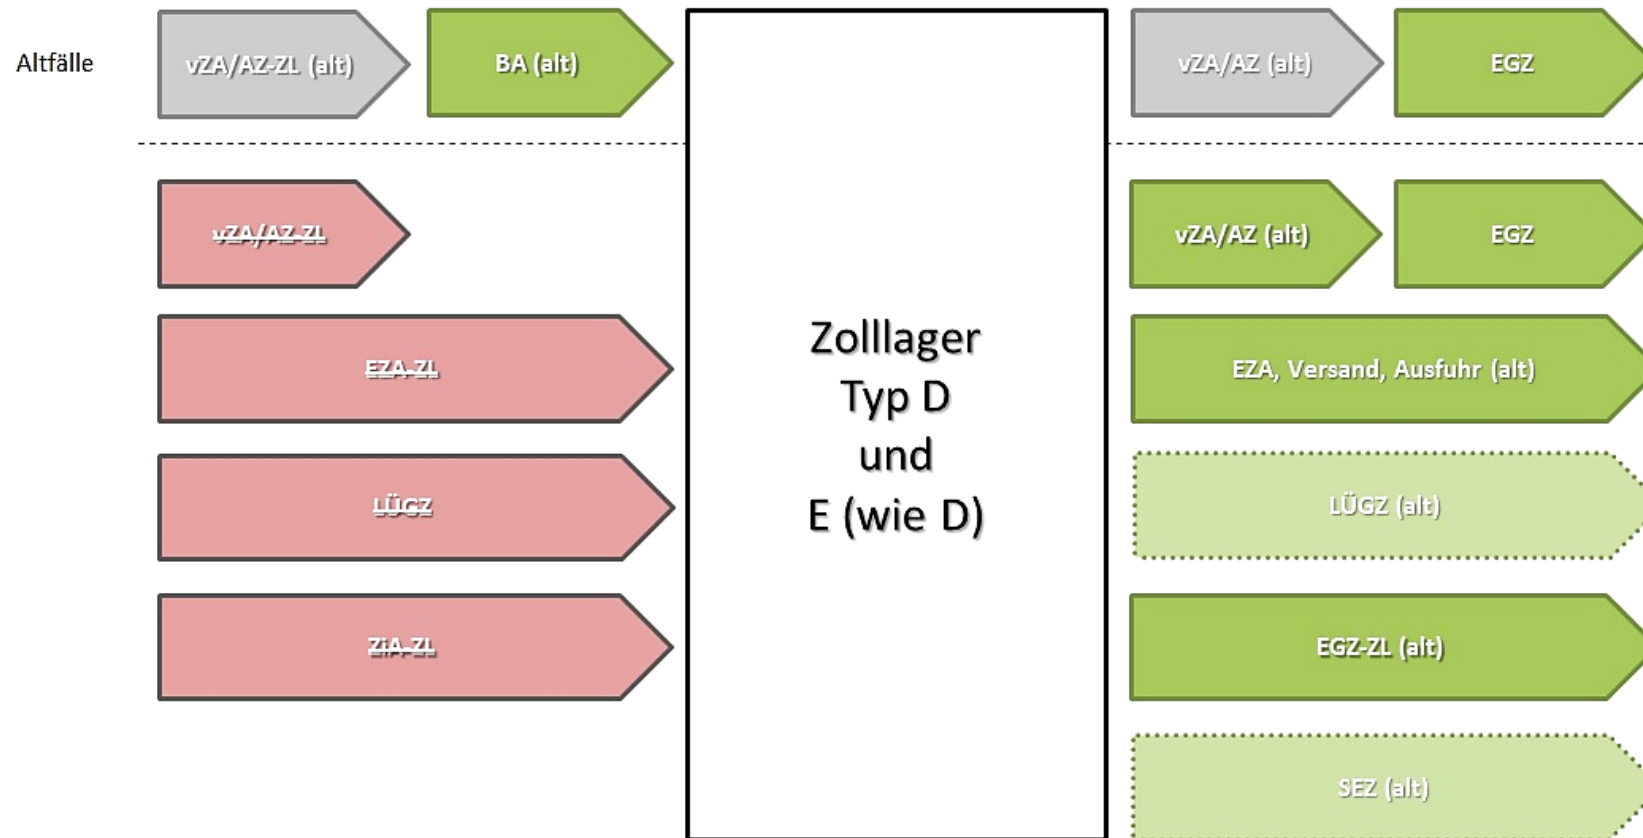 Altfälle
vZA/AZ-ZL (alt)
BA (alt)
vZA/AZ (alt)
EGZ
vZA/AZ-ZL
vZA/AZ (alt)
EGZ
EZA-ZL
EZA, Versand, Ausfuhr (alt)
Zolllager
Typ D
und
E (wie D)
LÜGZ
LÜGZ (alt)
ZiA-ZL
EGZ-ZL (alt)
SEZ (alt)